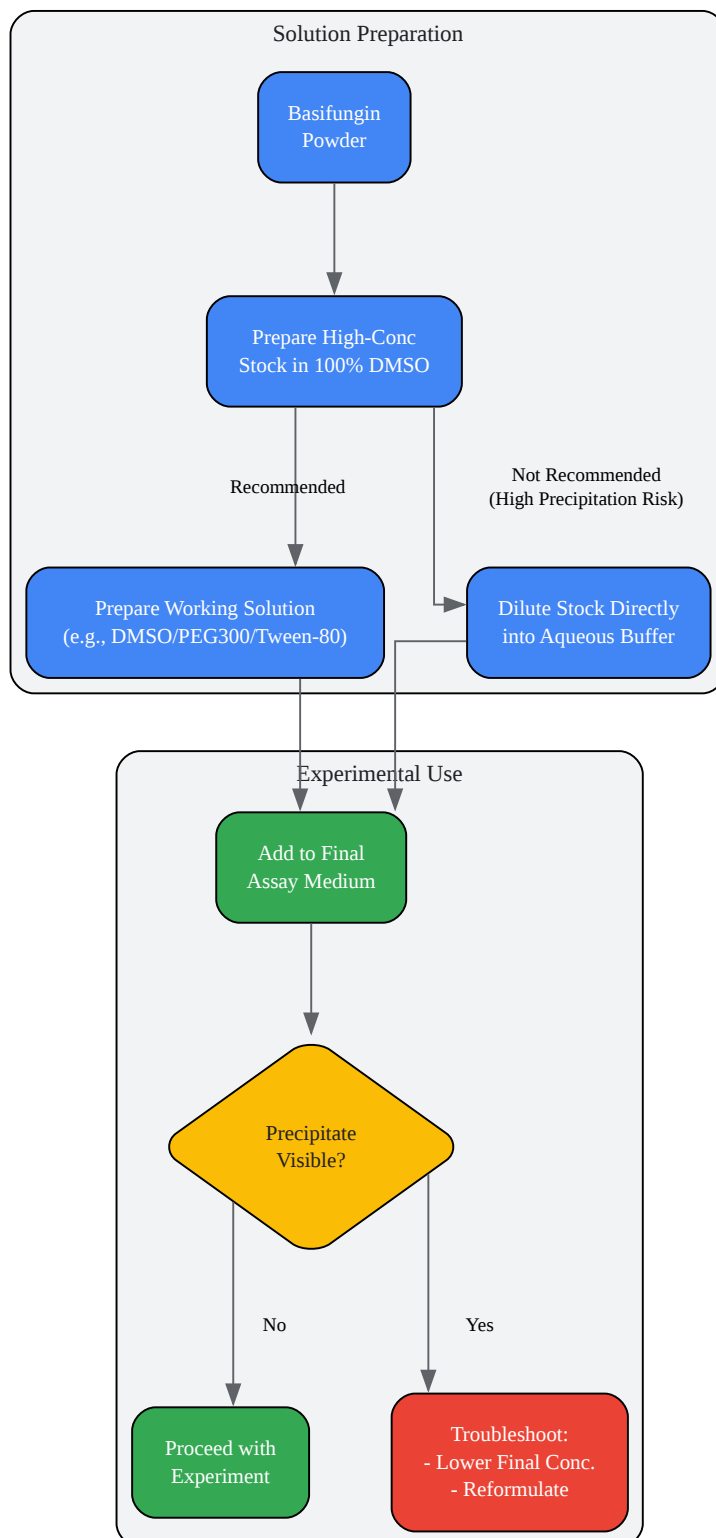 Solution Preparation
Basifungin
Powder
Prepare High-Conc
Stock in 100% DMSO
Recommended
Not Recommended
(High Precipitation Risk)
Prepare Working Solution
(e.g., DMSO/PEG300/Tween-80)
Dilute Stock Directly
into Aqueous Buffer
Experimental Use
Add to Final
Assay Medium
Precipitate
Visible?
No
Yes
Proceed with
Experiment
Troubleshoot:
- Lower Final Conc.
- Reformulate